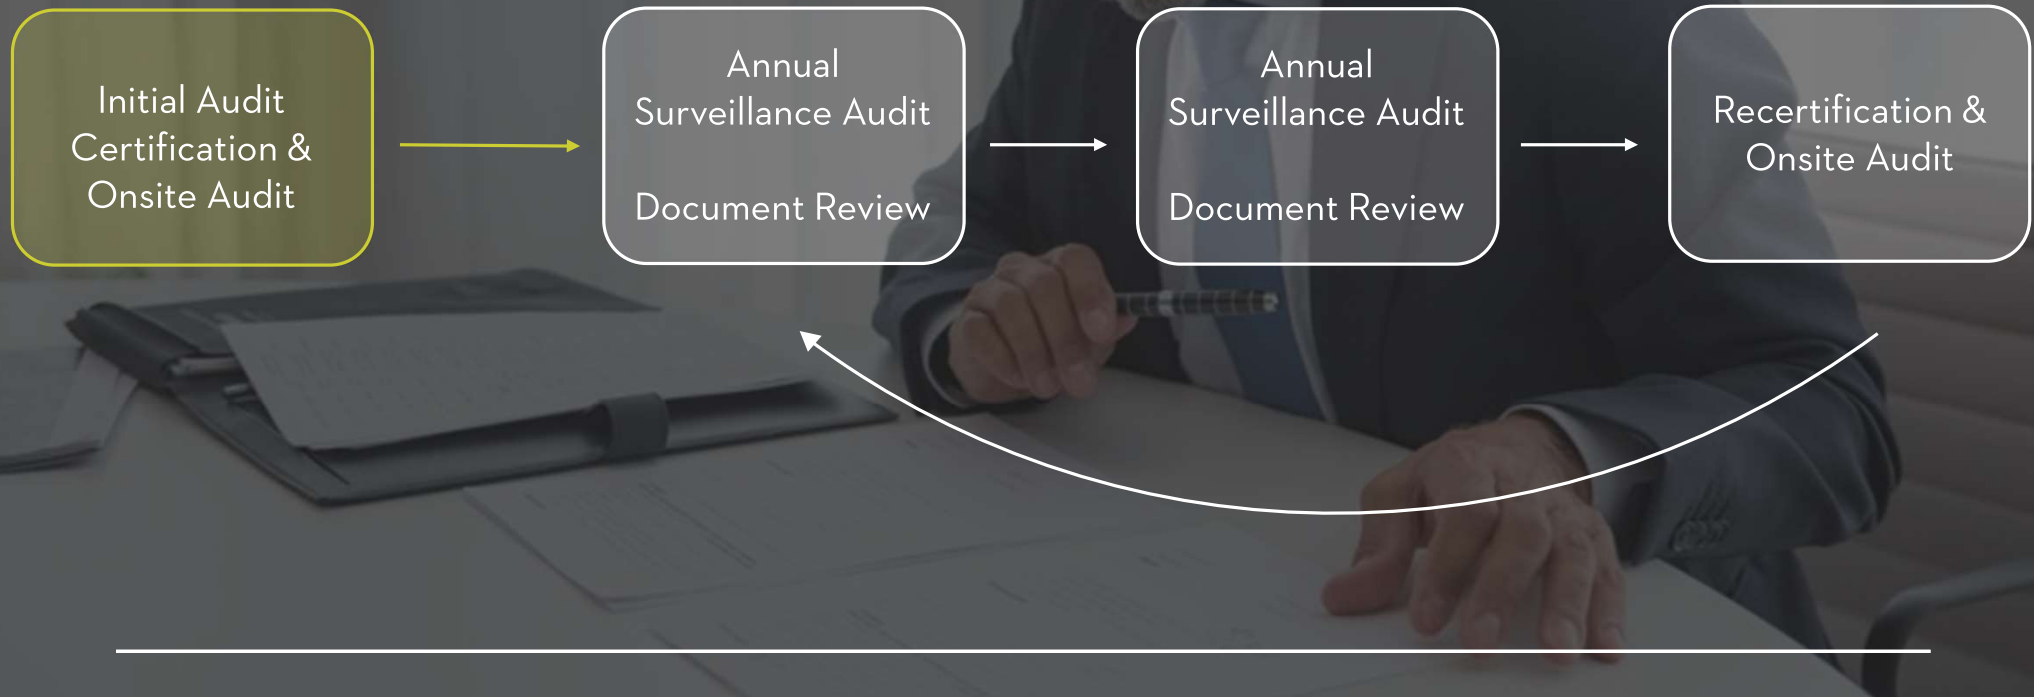 Initial Audit
Certification &
Onsite Audit
Annual
Surveillance Audit
Document Review
Annual
Surveillance Audit
Document Review
Recertification &
Onsite Audit